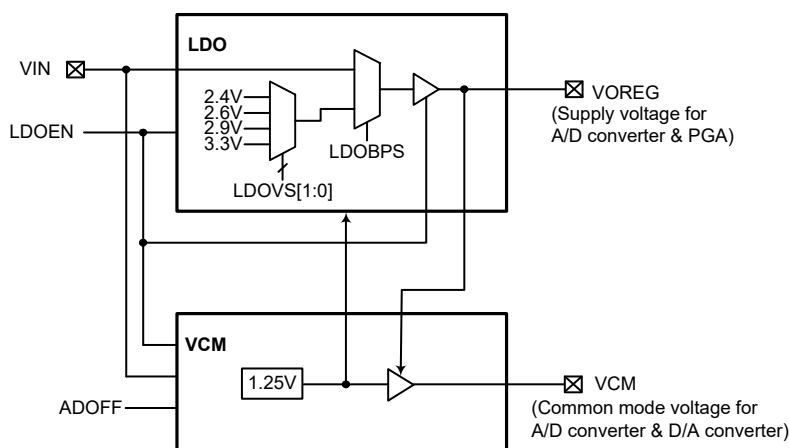 LDO
VIN
2.4V
2.6V
2.9V
3.3V
VOREG
(Supply voltage for
A/D converter & PGA)
LDOEN
LDOBPS
LDOVS[1:0]
VCM
1.25V
VCM
ADOFF
(Common mode voltage for
A/D converter & D/A converter)